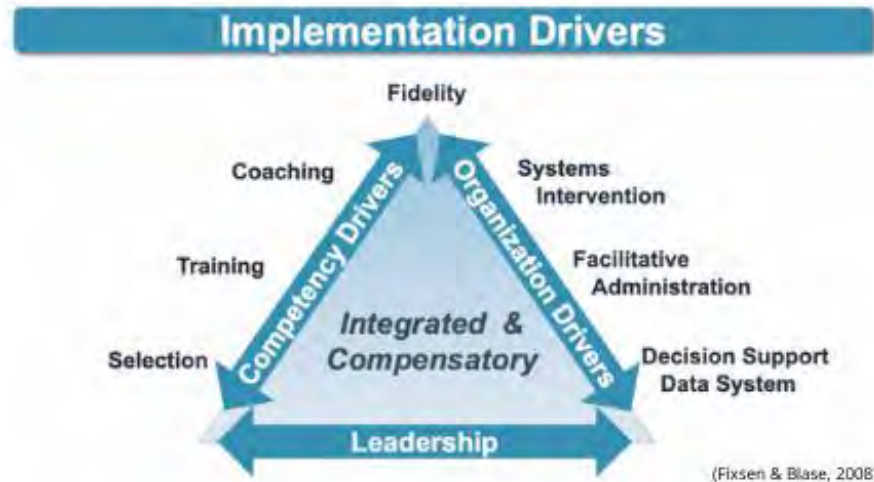 Implementation Drivers
Fidelity
Coaching
Training
Selection
Competency Drivers
Organization Drivers
Systems
Intervention
Facilitative
Administration
Decision Support
Data System
Integrated &
Compensatory
Leadership
(Fixsen & Blase, 2008